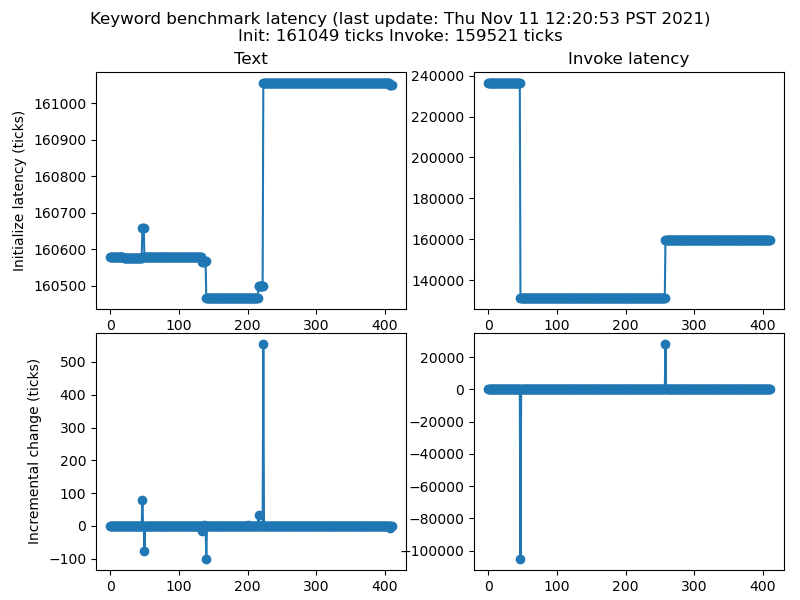 Keyword benchmark latency (last update: Thu Nov 11 12:20:53 PST 2021)
Init: 161049 ticks Invoke: 159521 ticks
Text
Initialize latency (ticks)
161000
160900
160800
160700
160600
160500
0 100 200 300 400
Invoke latency
240000
220000
200000
180000
160000
140000
0 100 200 300 400
Incremental change (ticks)
500
400
300
200
100
0
−100
0 100 200 300 400
20000
0
−20000
−40000
−60000
−80000
−100000
0 100 200 300 400